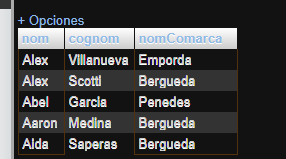 + Opciones
nom cognom nomComarca
Alex Villanueva Emporda
Alex Scotti Bergueda
Abel Garcia Penedes
Aaron Medina Bergueda
Aida Saperas Bergueda